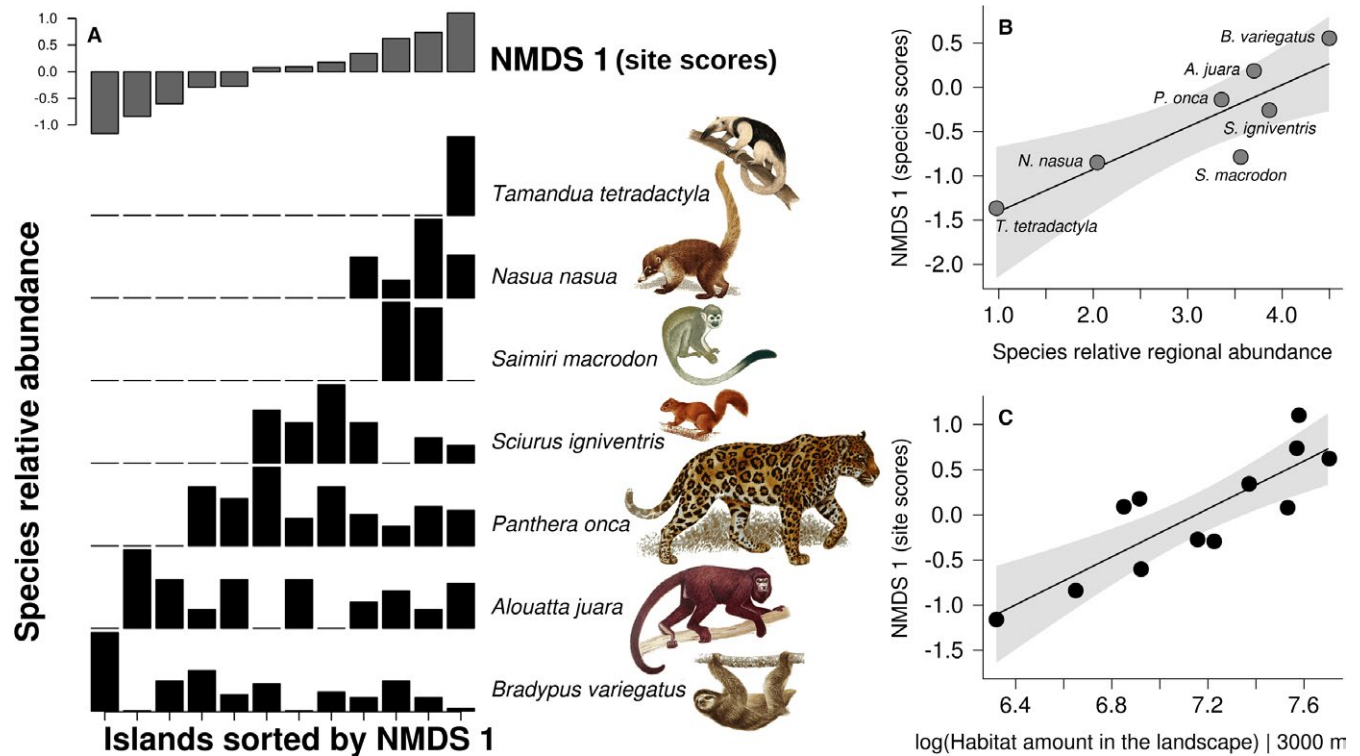 A
1.0
0.5
0.0
-0.5
-1.0
NMDS 1 (site scores)
Species relative abundance
Tamandua tetradactyla
Nasua nasua
Saimiri macrodon
Sciurus igniventris
Panthera onca
Alouatta juara
Bradypus variegatus
Islands sorted by NMDS 1
B
NMDS 1 (species scores)
0.5
0.0
-0.5
-1.0
-1.5
-2.0
B. variegatus
A. juara
P. onca
S. igniventris
N. nasua
S. macrodon
T. tetradactyla
1.0 2.0 3.0 4.0
Species relative regional abundance
C
NMDS 1 (site scores)
1.0
0.5
0.0
-0.5
-1.0
-1.5
6.4 6.8 7.2 7.6
log(Habitat amount in the landscape) | 3000 m